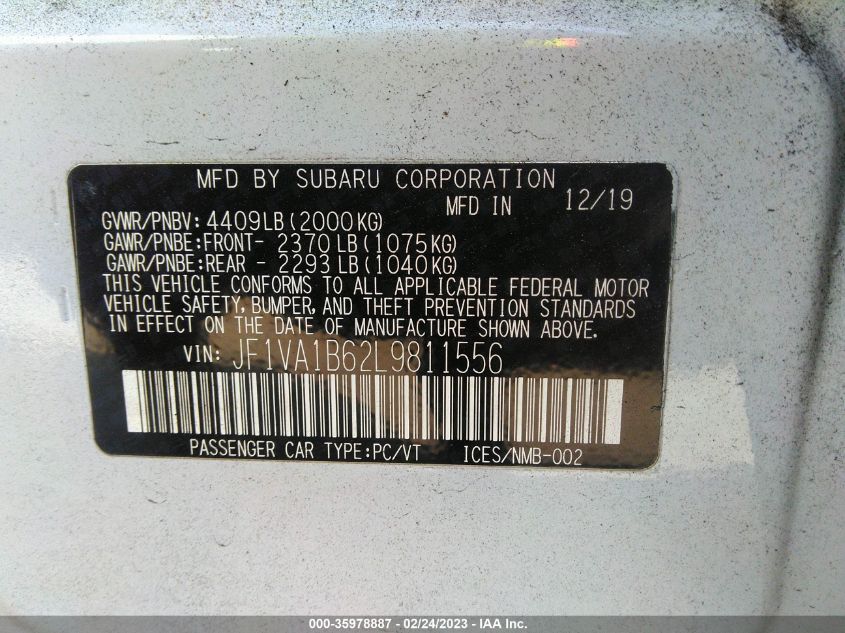 MFD BY SUBARU CORPORATION
MFD IN 12/19
GVWR/PNBV: 4409LB(2000KG)
GAWR/PNBE:FRONT- 2370LB(1075KG)
GAWR/PNBE:REAR - 2293LB(1040KG)
THIS VEHICLE CONFORMS TO ALL APPLICABLE FEDERAL MOTOR
VEHICLE SAFETY, BUMPER, AND THEFT PREVENTION STANDARDS
IN EFFECT ON THE DATE OF MANUFACTURE SHOWN ABOVE.
VIN: JF1VA1B62L9811556
PASSENGER CAR TYPE:PC/VT ICES/NMB-002
000-35978887 - 02/24/2023 - IAA Inc.